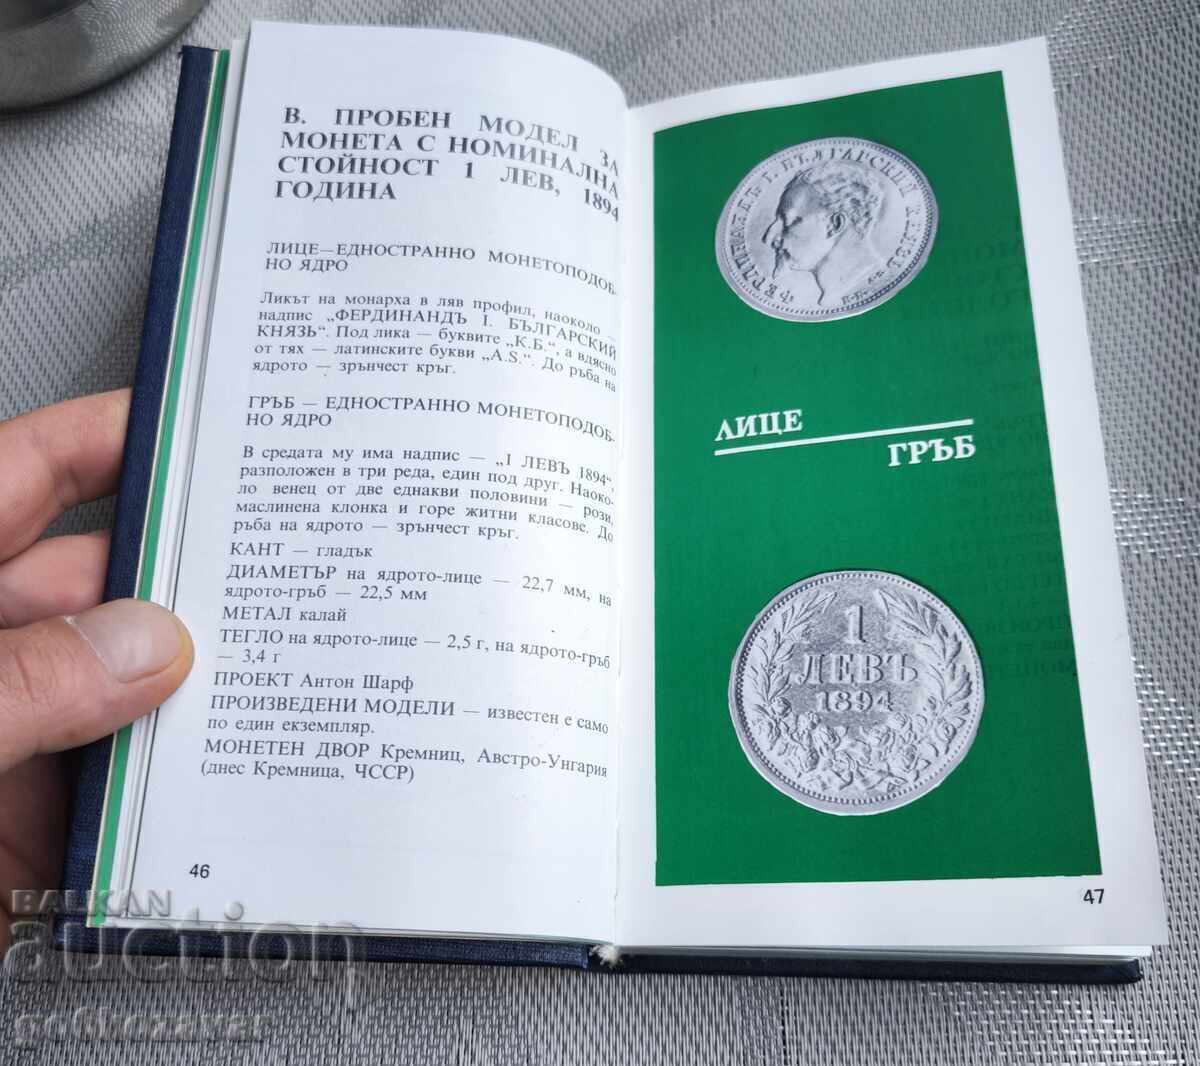 В. ПРОБЕН МОДЕЛ ЗА
МОНЕТА С НОМИНАЛНА
СТОЙНОСТ 1 ЛЕВ, 1894
ГОДИНА
ЛИЦЕ—ЕДНОСТРАННО МОНЕТОПОДОБ-
НО ЯДРО
Ликът на монарха в ляв профил, наоколо –
надпис „ФЕРДИНАНДЪ I. БЪЛГАРСКИЙ
КНЯЗЬ“. Под лика — буквите „К.Б.“, а вдясно
от тях — латинските букви „A.S.“. До ръба на
ядрото — зрънчест кръг.
ГРЪБ — ЕДНОСТРАННО МОНЕТОПОДОБ-
НО ЯДРО
В средата му има надпис — „I ЛЕВЪ 1894“,
разположен в три реда, един под друг. Наоко-
ло венец от две еднакви половини — рози,
маслинена клонка и горе житни класове. До
ръба на ядрото — зрънчест кръг.
КАНТ — гладък
ДИАМЕТЪР на ядрото-лице — 22,7 мм, на
ядрото-гръб — 22,5 мм
МЕТАЛ калай
ТЕГЛО на ядрото-лице — 2,5 г, на ядрото-гръб
— 3,4 г
ПРОЕКТ Антон Шарф
ПРОИЗВЕДЕНИ МОДЕЛИ — известен е само
по един екземпляр.
МОНЕТЕН ДВОР Кремниц, Австро-Унгария
(днес Кремница, ЧССР)
46
ФЕРДИНАНДЪ I. БЪЛГАРСКИЙ КНЯЗЬ
К.Б. A.S.
ЛИЦЕ
ГРЪБ
1
ЛЕВЪ
1894
47
BALKAN
auction
gobrozavar